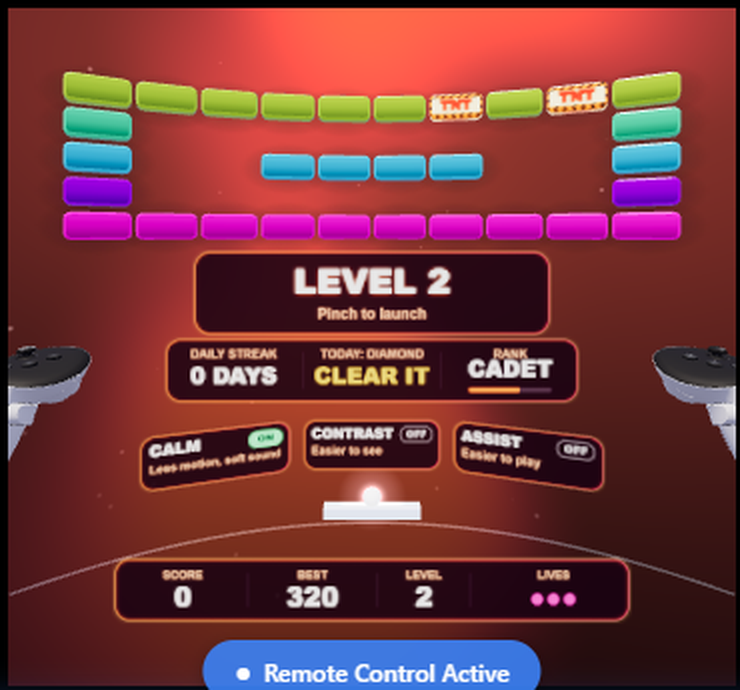 TNT
TNT
LEVEL 2
Pinch to launch
DAILY STREAK
0 DAYS
TODAY: DIAMOND
CLEAR IT
RANK
CADET
CALM
ON
Less motion, soft sound
CONTRAST
OFF
Easier to see
ASSIST
OFF
Easier to play
SCORE
0
BEST
320
LEVEL
2
LIVES
Remote Control Active